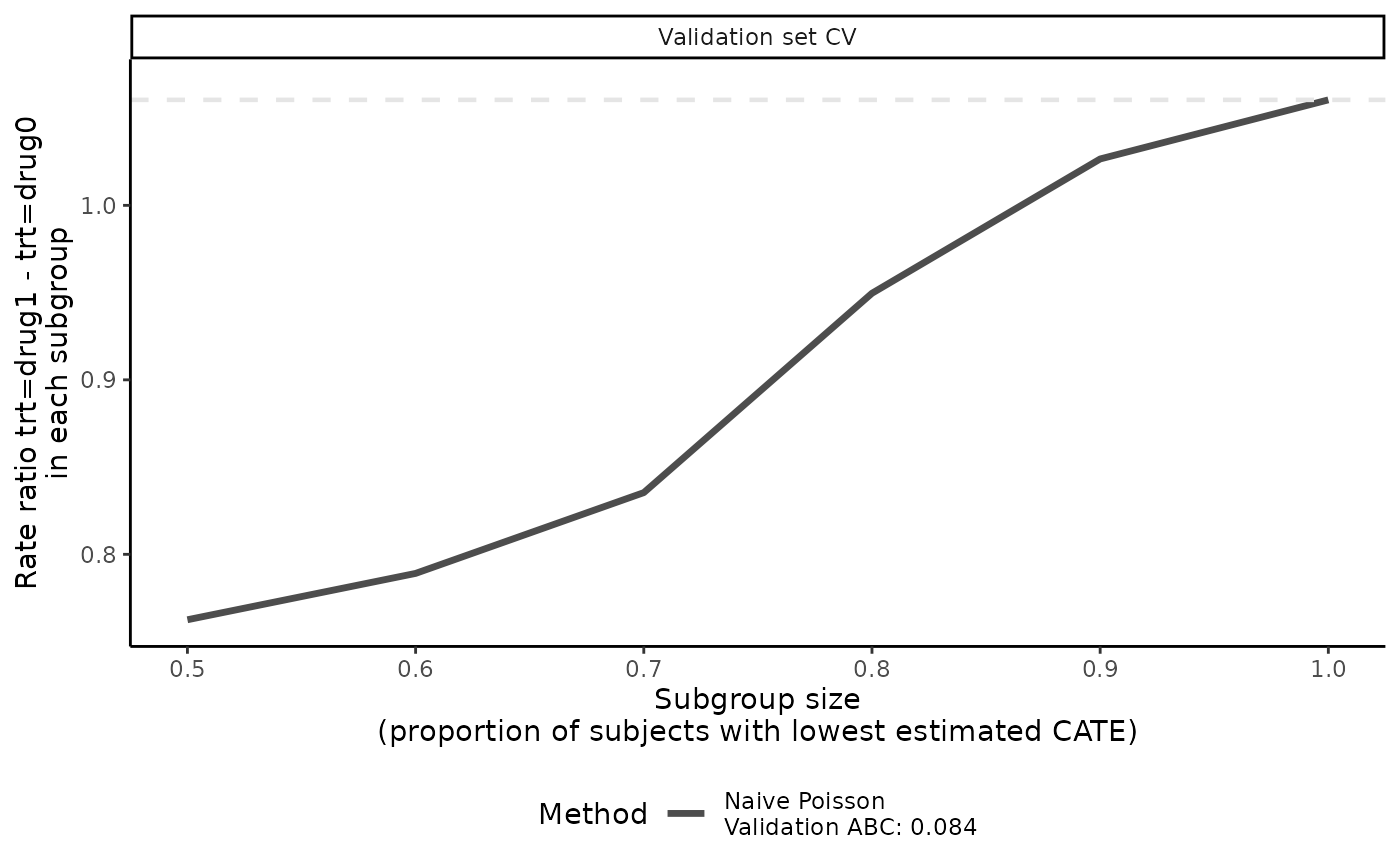 Validation set CV
Rate ratio trt=drug1 - trt=drug0
in each subgroup
1.0
0.9
0.8
0.5
0.6
0.7
0.8
0.9
1.0
Subgroup size
(proportion of subjects with lowest estimated CATE)
Method
Naive Poisson
Validation ABC: 0.084